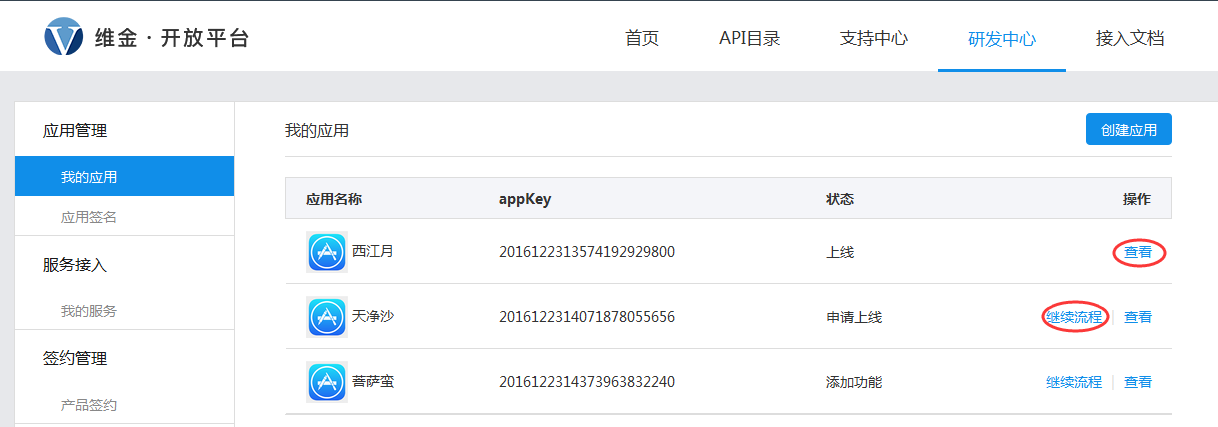 维金 · 开放平台
首页 API目录 支持中心 研发中心 接入文档
应用管理
我的应用
应用签名
服务接入
我的服务
签约管理
产品签约
我的应用 创建应用
应用名称 appKey 状态 操作
西江月 2016122313574192929800 上线 查看
天净沙 2016122314071878055656 申请上线 继续流程 | 查看
菩萨蛮 2016122314373963832240 添加功能 继续流程 | 查看